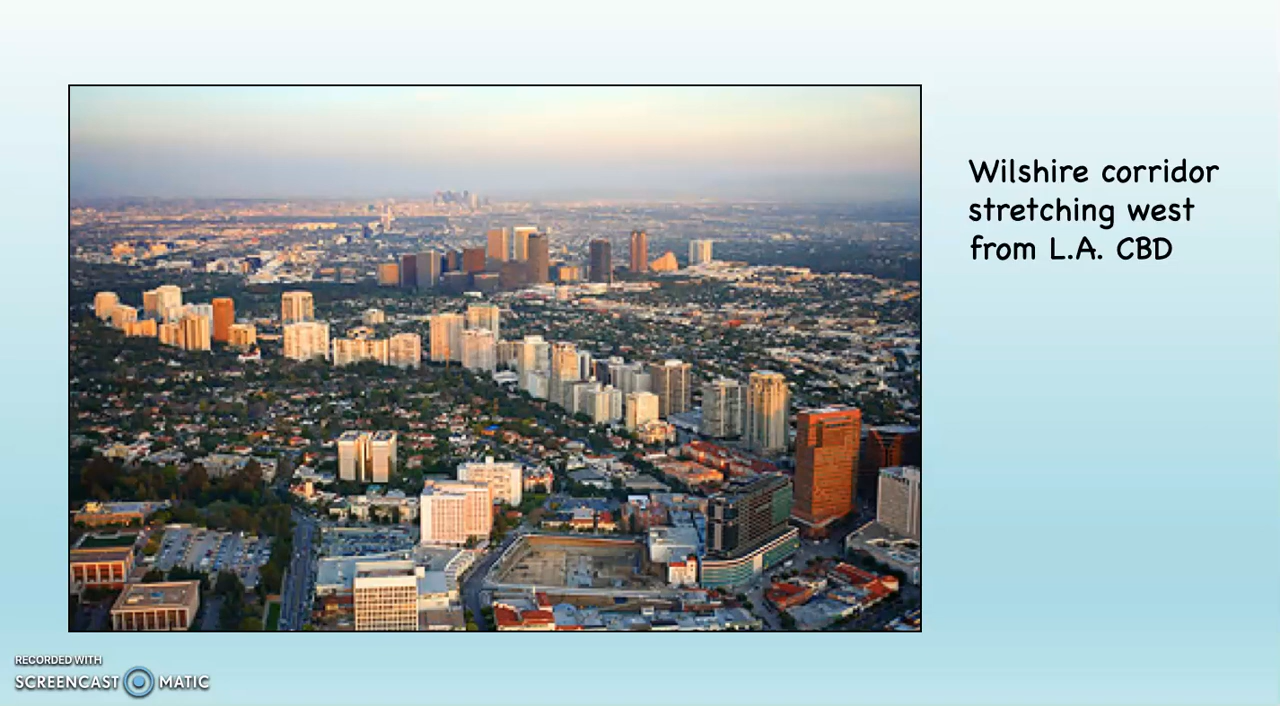 Wilshire corridor
stretching west
from L.A. CBD
RECORDED WITH
SCREENCAST MATIC